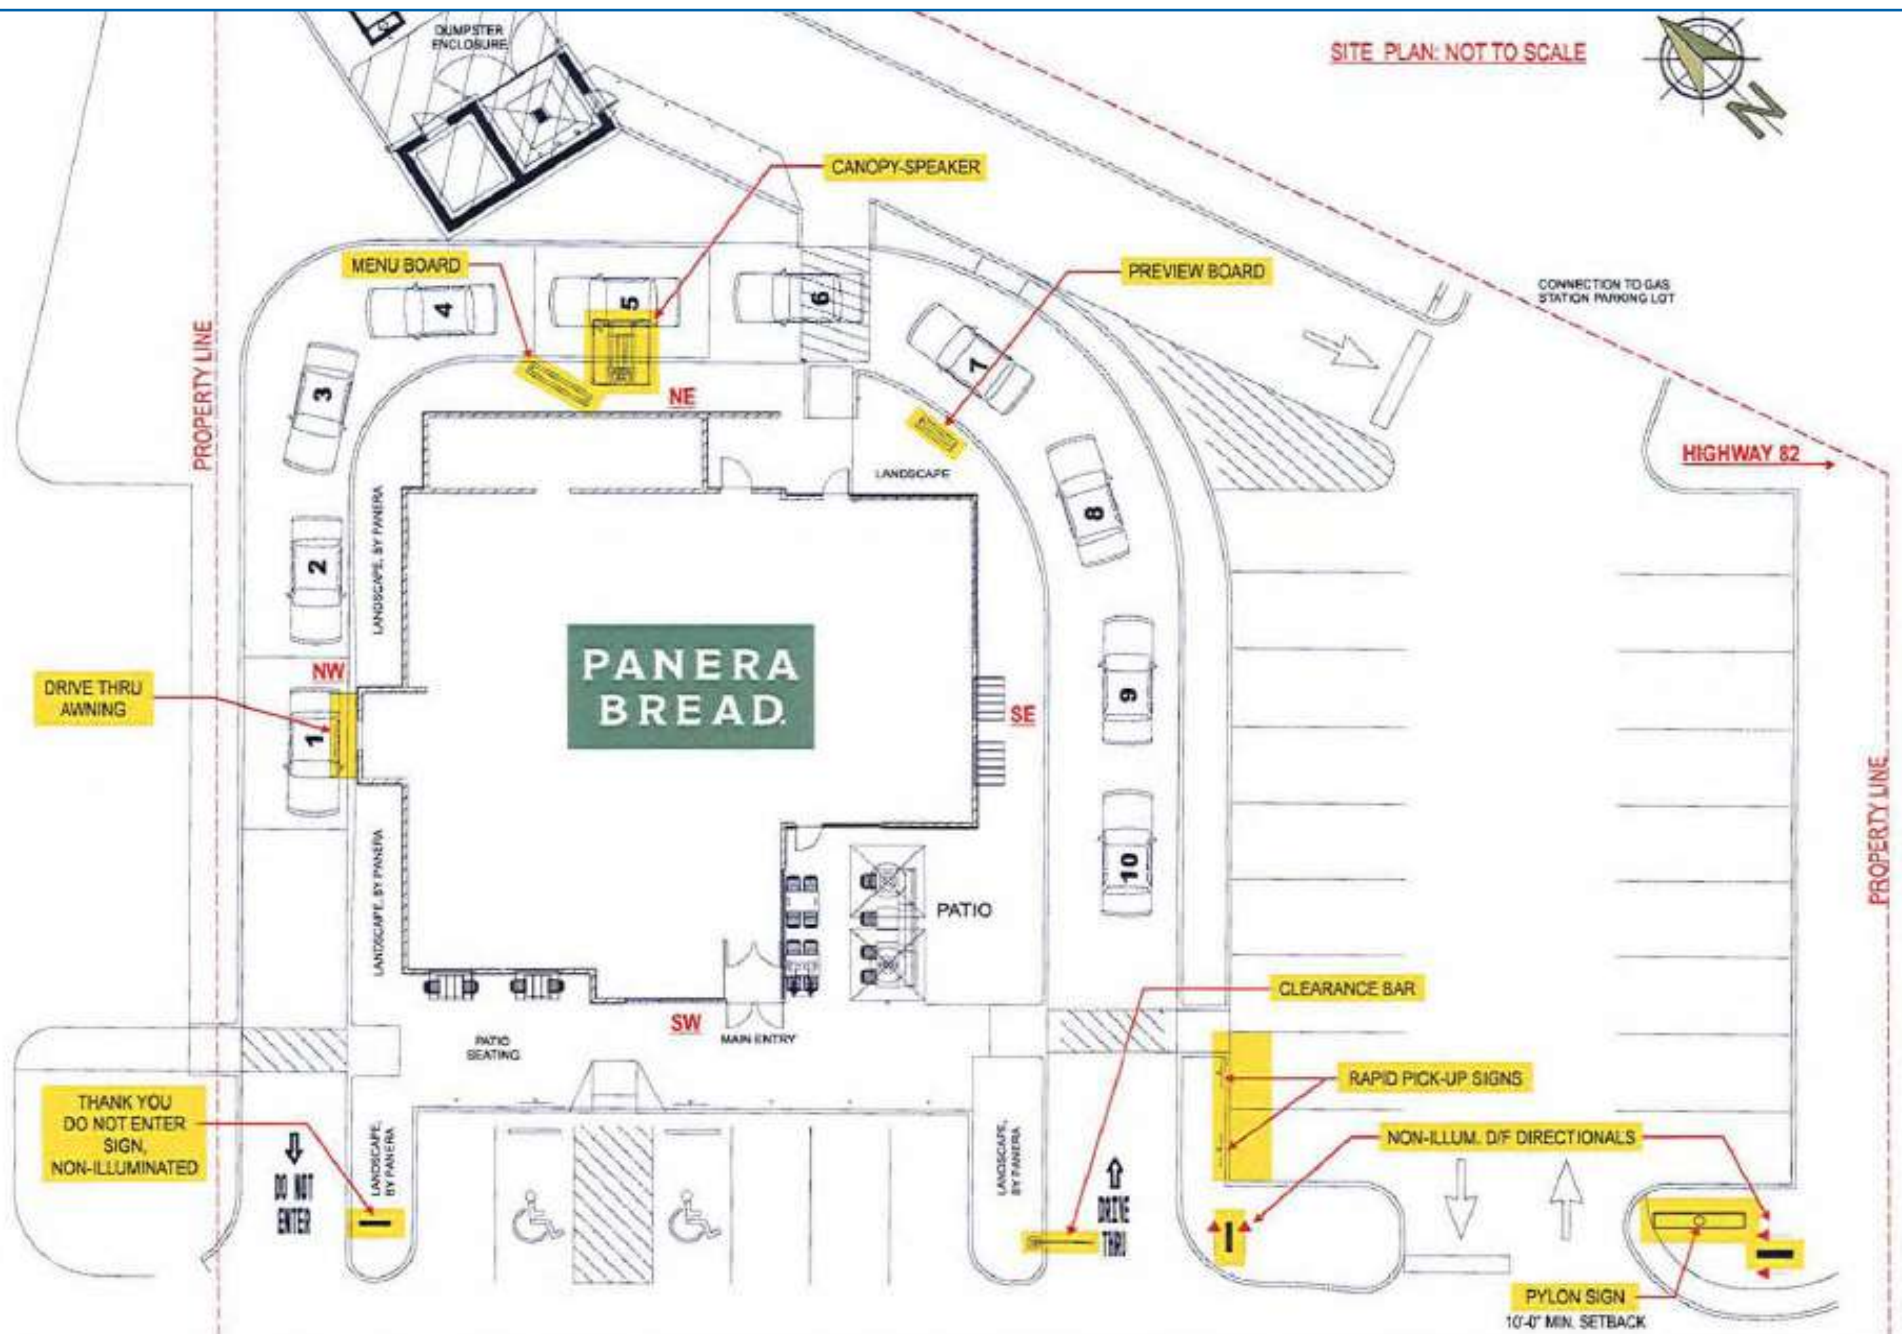 DUMPSTER
ENCLOSURE
SITE PLAN: NOT TO SCALE
N
CANOPY-SPEAKER
MENU BOARD
PREVIEW BOARD
CONNECTION TO GAS
STATION PARKING LOT
4
5
6
7
3
NE
PROPERTY LINE
HIGHWAY 82
LANDSCAPE
8
2
LANDSCAPE, BY PANERA
PANERA
BREAD.
NW
DRIVE THRU
AWNING
1
SE
9
PROPERTY LINE
10
LANDSCAPE, BY PANERA
PATIO
CLEARANCE BAR
SW
MAIN ENTRY
PATIO
SEATING
RAPID PICK-UP SIGNS
THANK YOU
DO NOT ENTER
SIGN,
NON-ILLUMINATED
NON-ILLUM. D/F DIRECTIONALS
LANDSCAPE,
BY PANERA
LANDSCAPE,
BY PANERA
DO NOT
ENTER
DRIVE
THRU
PYLON SIGN
10'-0" MIN. SETBACK